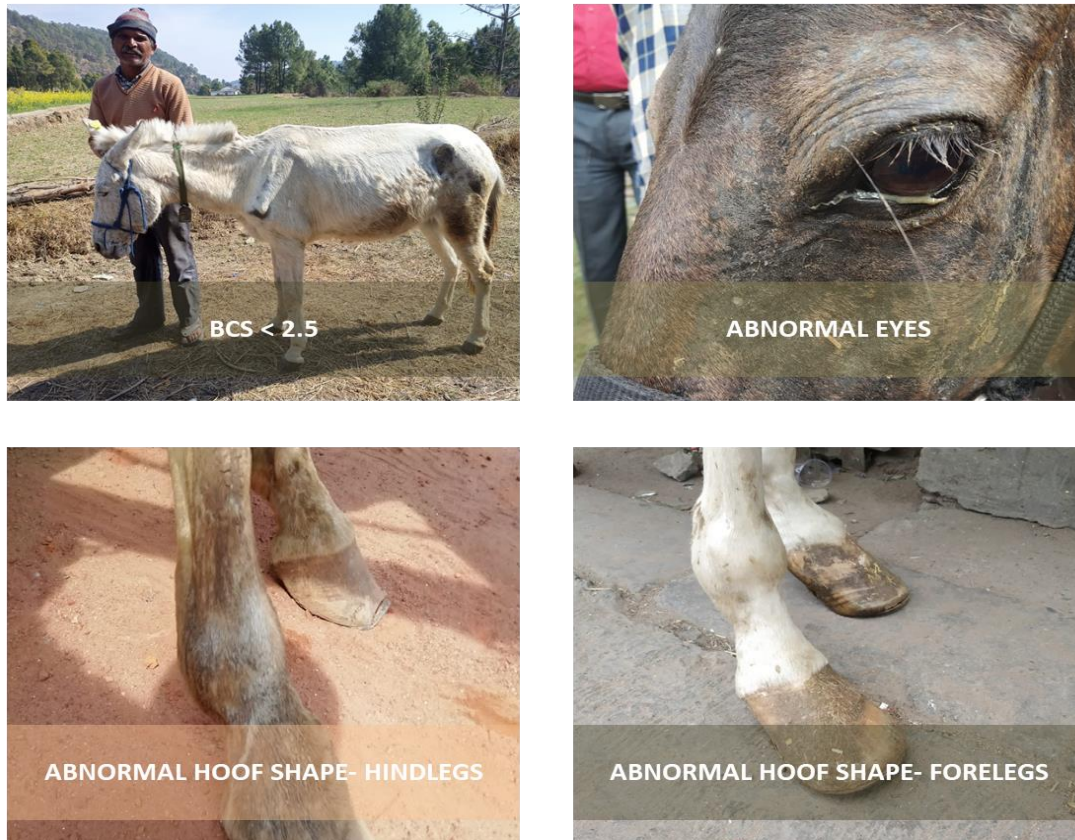 BCS < 2.5
ABNORMAL EYES
ABNORMAL HOOF SHAPE- HINDLEGS
ABNORMAL HOOF SHAPE- FORELEGS